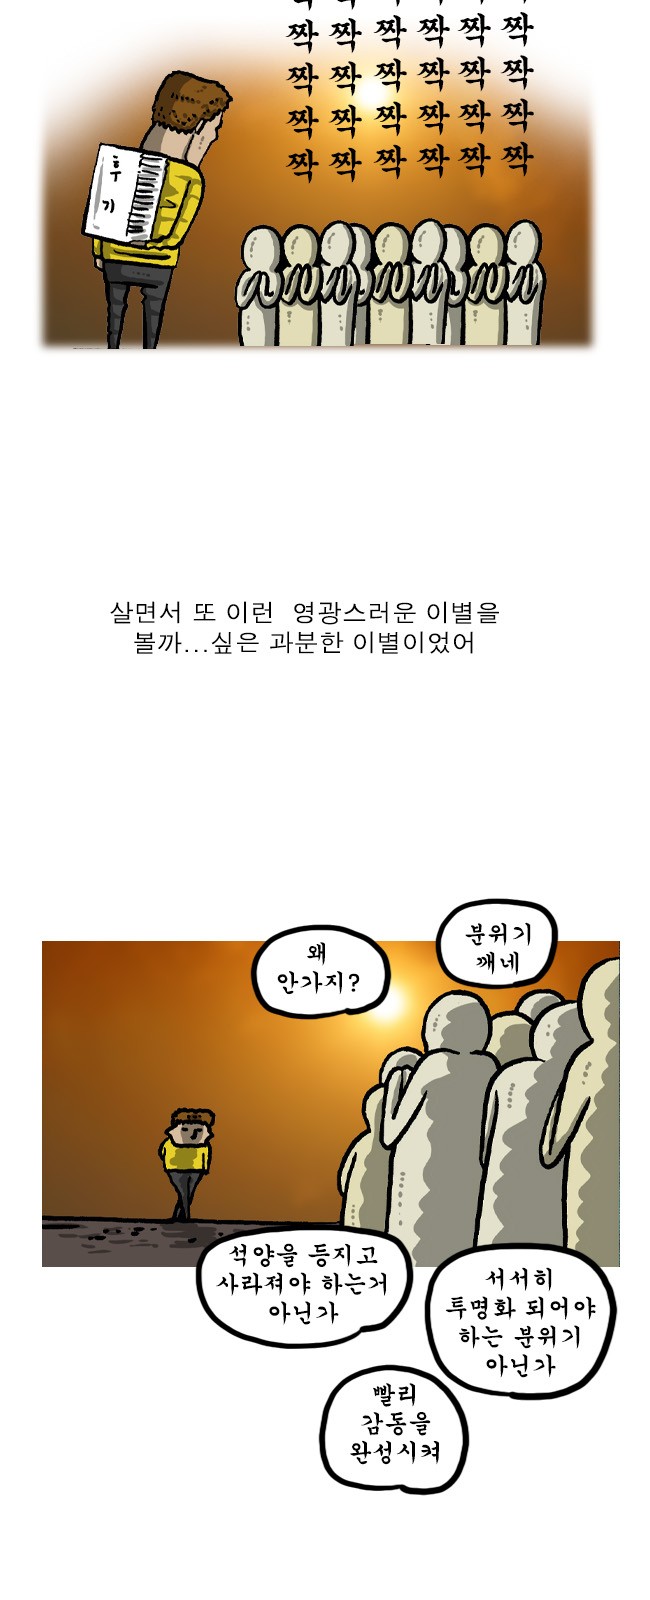 짝 짝 짝 짝 짝 짝
짝 짝 짝 짝 짝 짝
짝 짝 짝 짝 짝 짝
짝 짝 짝 짝 짝 짝
후
기
살면서 또 이런 영광스러운 이별을
볼까...싶은 과분한 이별이었어
분위기
깨네
왜
안가지?
석양을 등지고
사라져야 하는거
아닌가
서서히
투명화 되어야
하는 분위기
아닌가
빨리
감동을
완성시켜